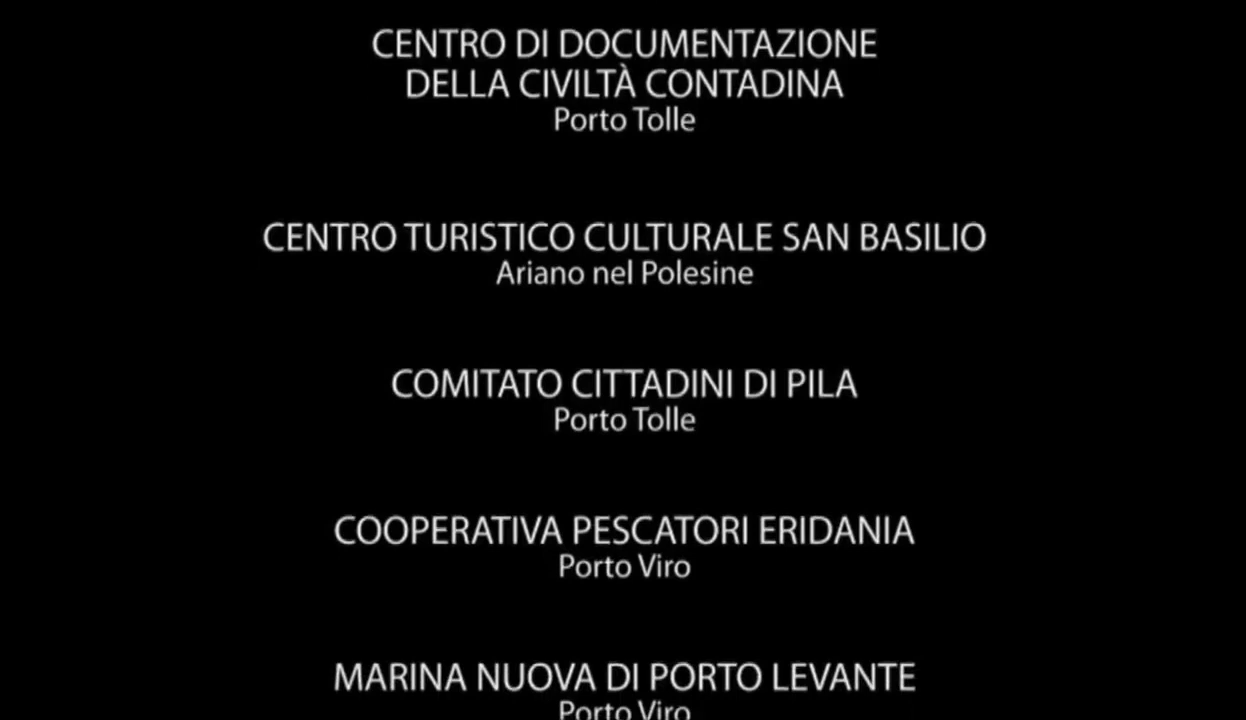 CENTRO DI DOCUMENTAZIONE
DELLA CIVILTÀ CONTADINA
Porto Tolle
CENTRO TURISTICO CULTURALE SAN BASILIO
Ariano nel Polesine
COMITATO CITTADINI DI PILA
Porto Tolle
COOPERATIVA PESCATORI ERIDANIA
Porto Viro
MARINA NUOVA DI PORTO LEVANTE
Porto Viro